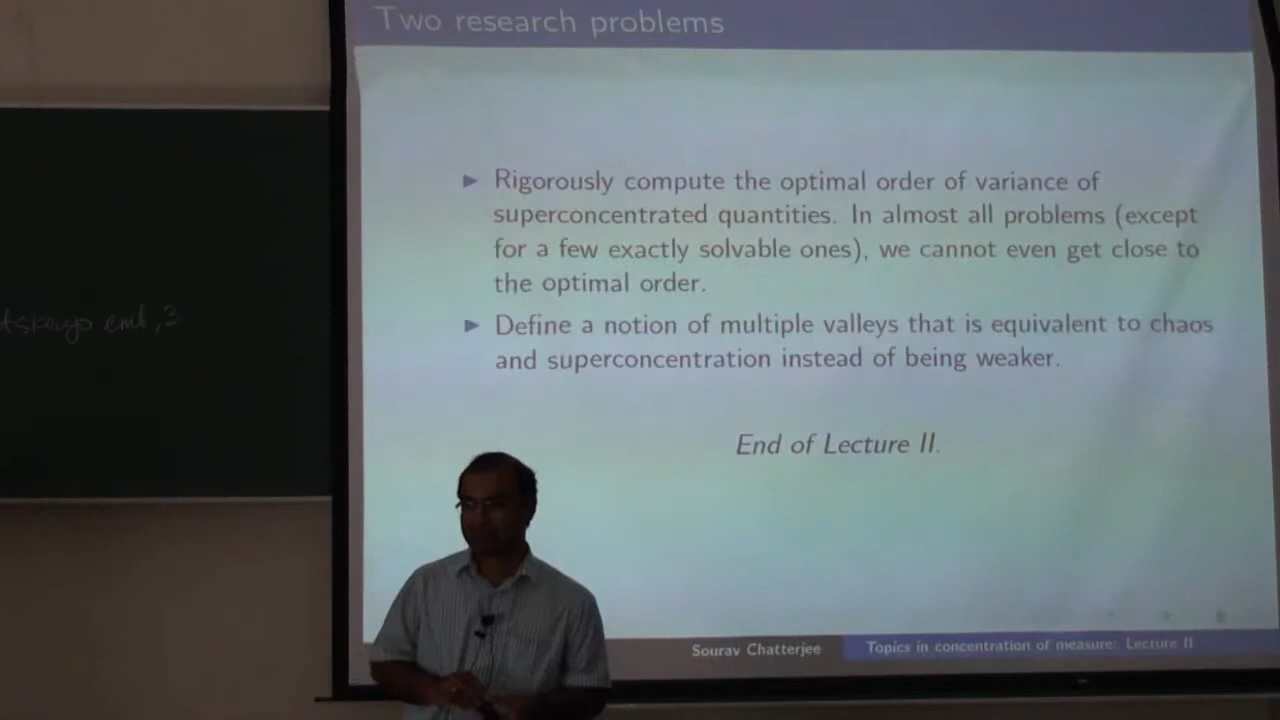 Two research problems
Rigorously compute the optimal order of variance of
superconcentrated quantities. In almost all problems (except
for a few exactly solvable ones), we cannot even get close to
the optimal order.
Define a notion of multiple valleys that is equivalent to chaos
and superconcentration instead of being weaker.
End of Lecture II.
Sourav Chatterjee
Topics in concentration of measure: Lecture II